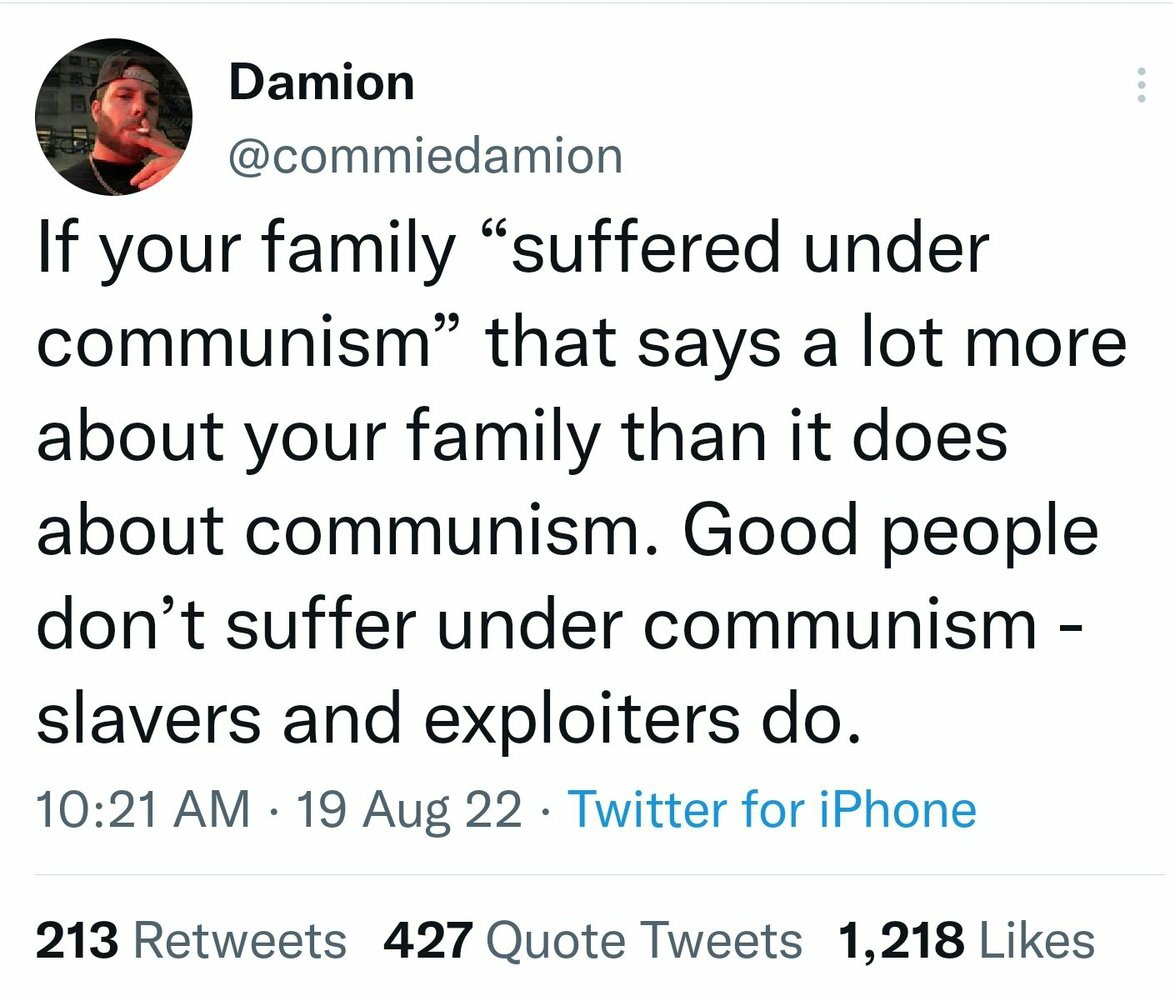 Damion
@commiedamion
If your family “suffered under
communism” that says a lot more
about your family than it does
about communism. Good people
don’t suffer under communism -
slavers and exploiters do.
10:21 AM · 19 Aug 22 · Twitter for iPhone
213 Retweets 427 Quote Tweets 1,218 Likes